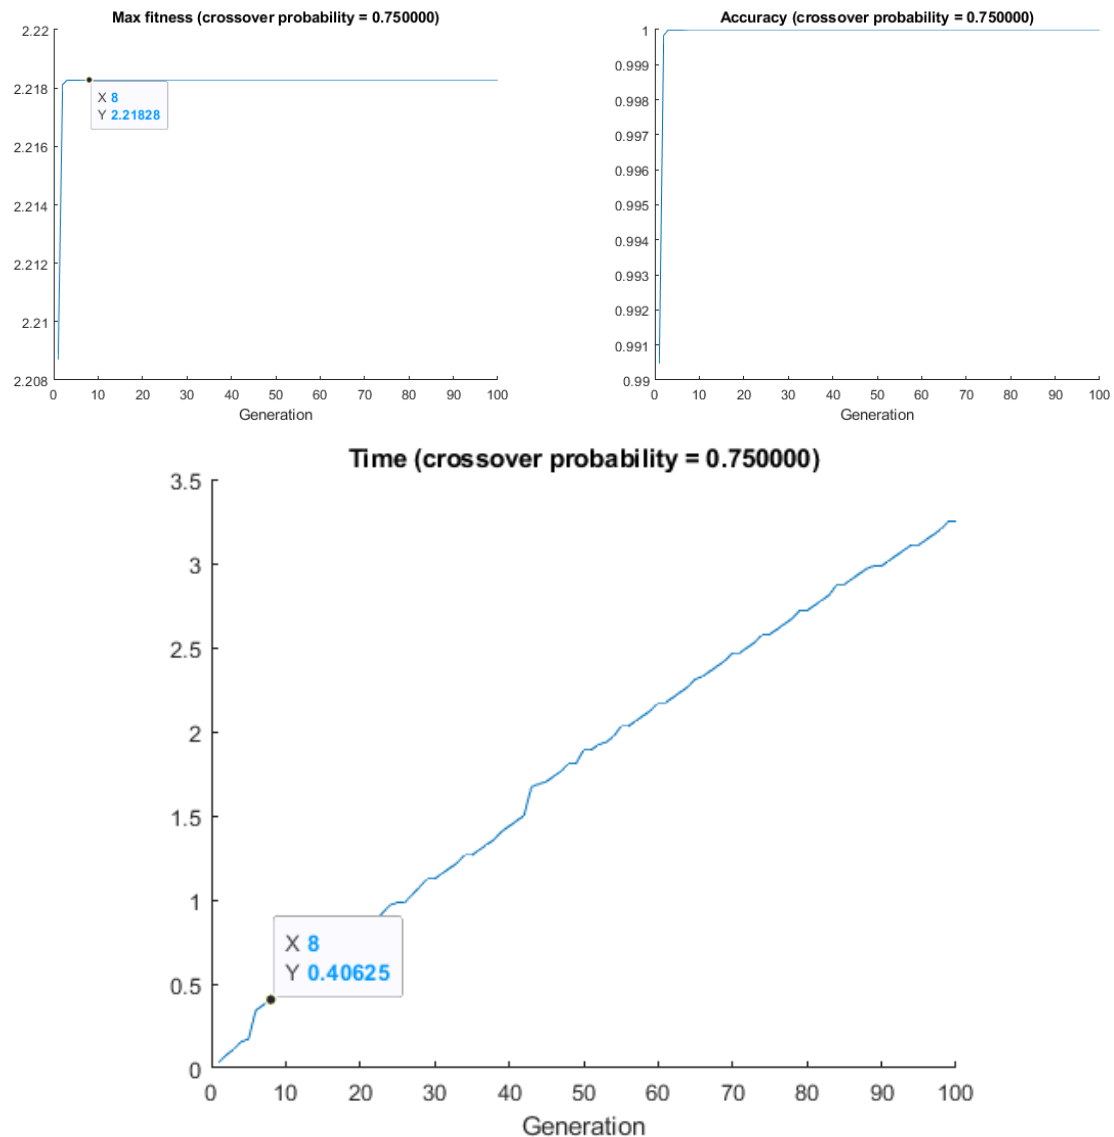 Max fitness (crossover probability = 0.750000)
2.22
2.218
2.216
2.214
2.212
2.21
2.208
X 8
Y 2.21828
0 10 20 30 40 50 60 70 80 90 100
Generation
Accuracy (crossover probability = 0.750000)
1
0.999
0.998
0.997
0.996
0.995
0.994
0.993
0.992
0.991
0.99
0 10 20 30 40 50 60 70 80 90 100
Generation
Time (crossover probability = 0.750000)
3.5
3
2.5
2
1.5
1
0.5
0
X 8
Y 0.40625
0 10 20 30 40 50 60 70 80 90 100
Generation